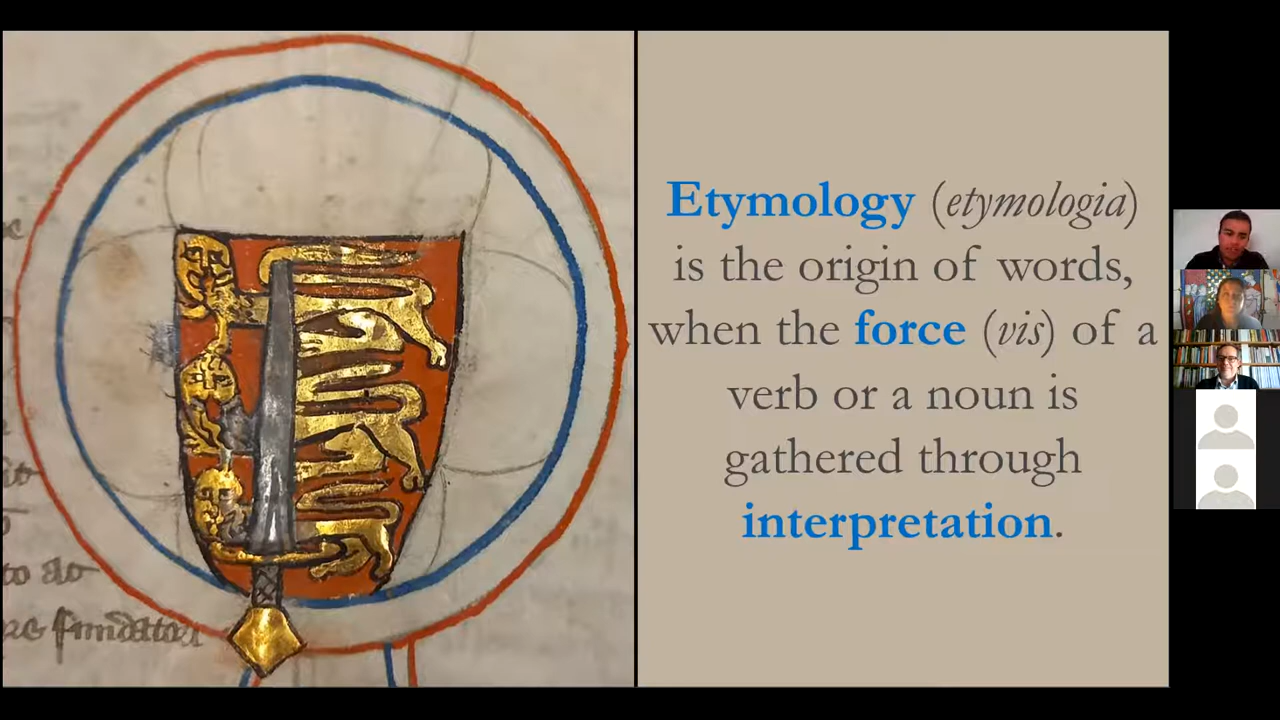 Etymology (etymologia)
is the origin of words,
when the force (vis) of a
verb or a noun is
gathered through
interpretation.